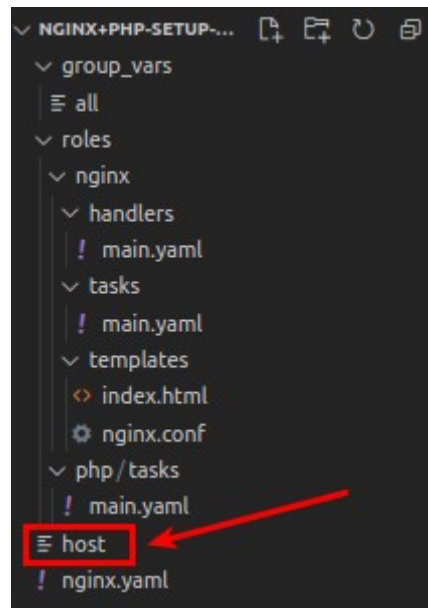 NGINX+PHP-SETUP-...
group_vars
all
roles
nginx
handlers
! main.yaml
tasks
! main.yaml
templates
<> index.html
nginx.conf
php/tasks
! main.yaml
host
! nginx.yaml